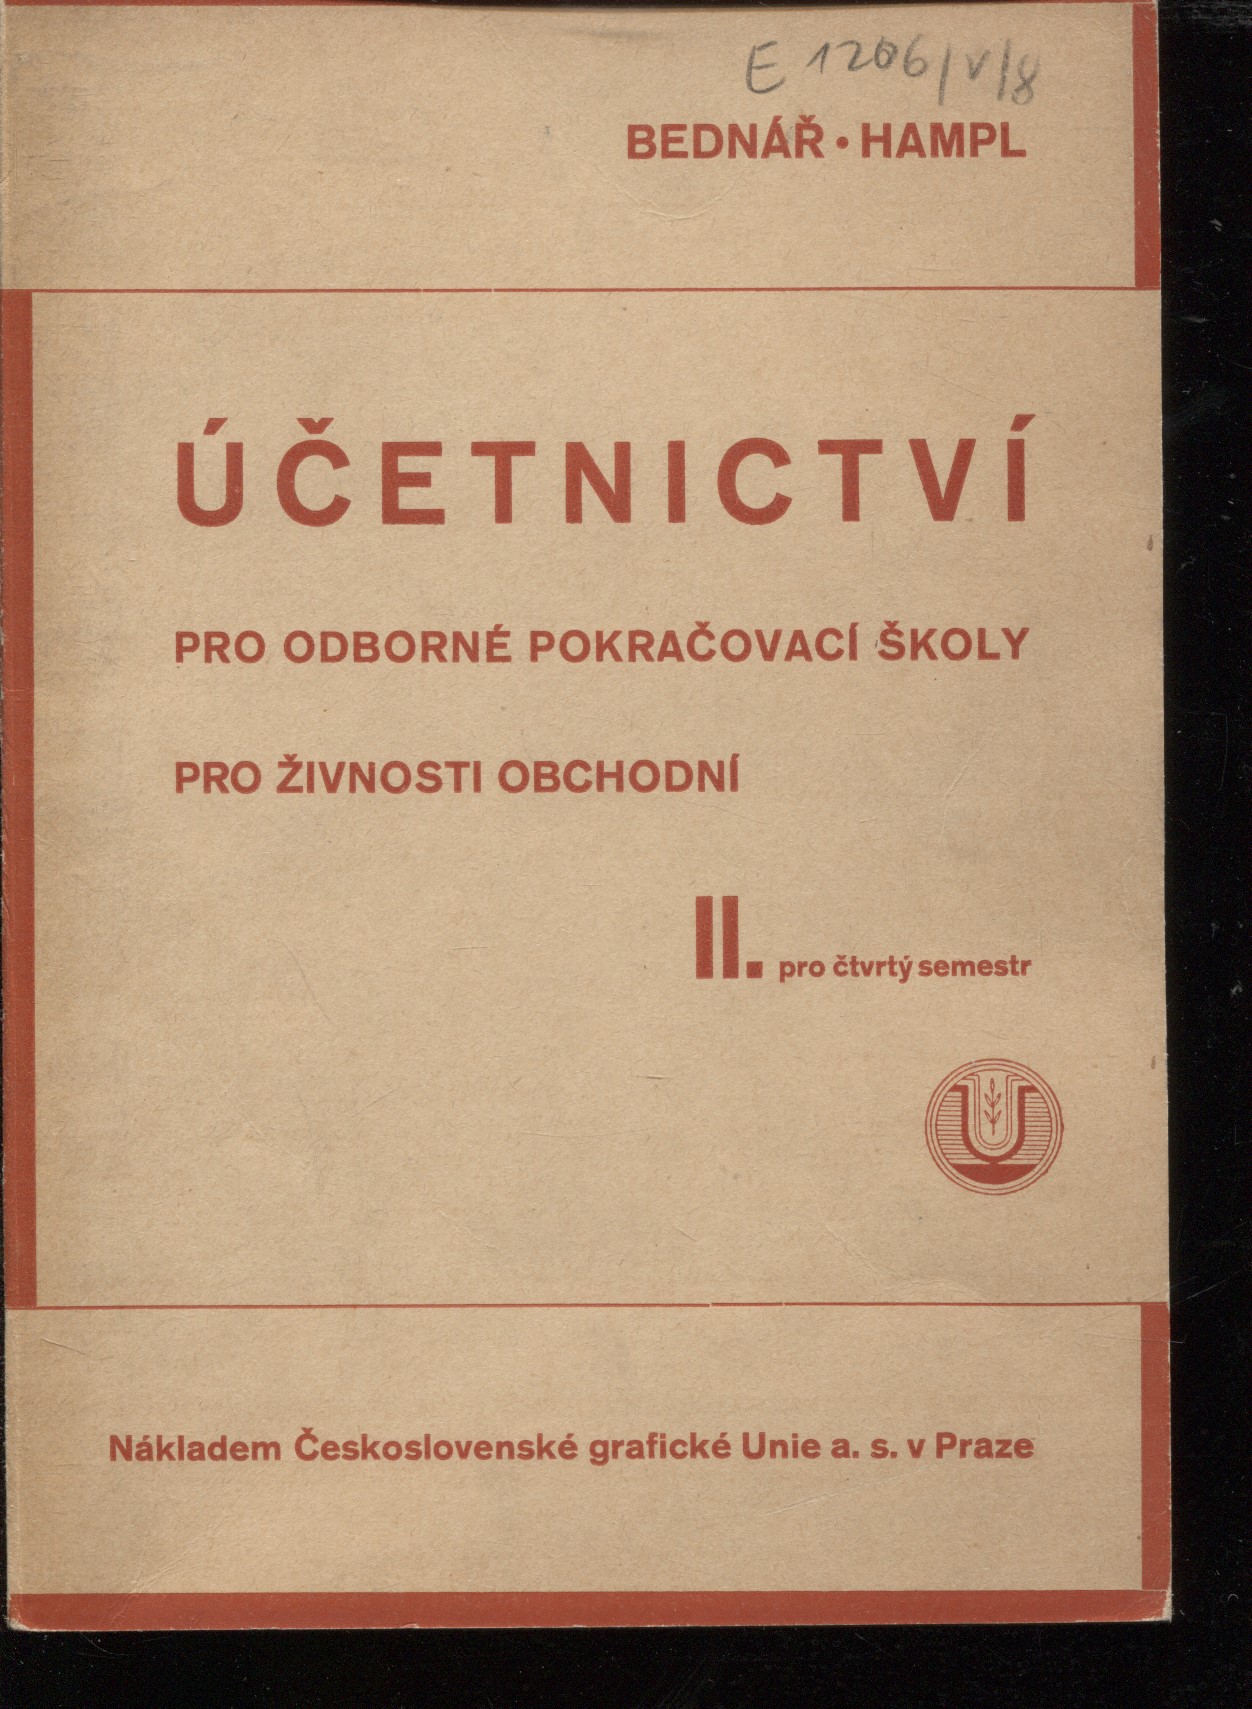 E 1206/V/8
BEDNÁŘ • HAMPL
ÚČETNICTVÍ
PRO ODBORNÉ POKRAČOVACÍ ŠKOLY
PRO ŽIVNOSTI OBCHODNÍ
II. pro čtvrtý semestr
U
Nákladem Československé grafické Unie a. s. v Praze